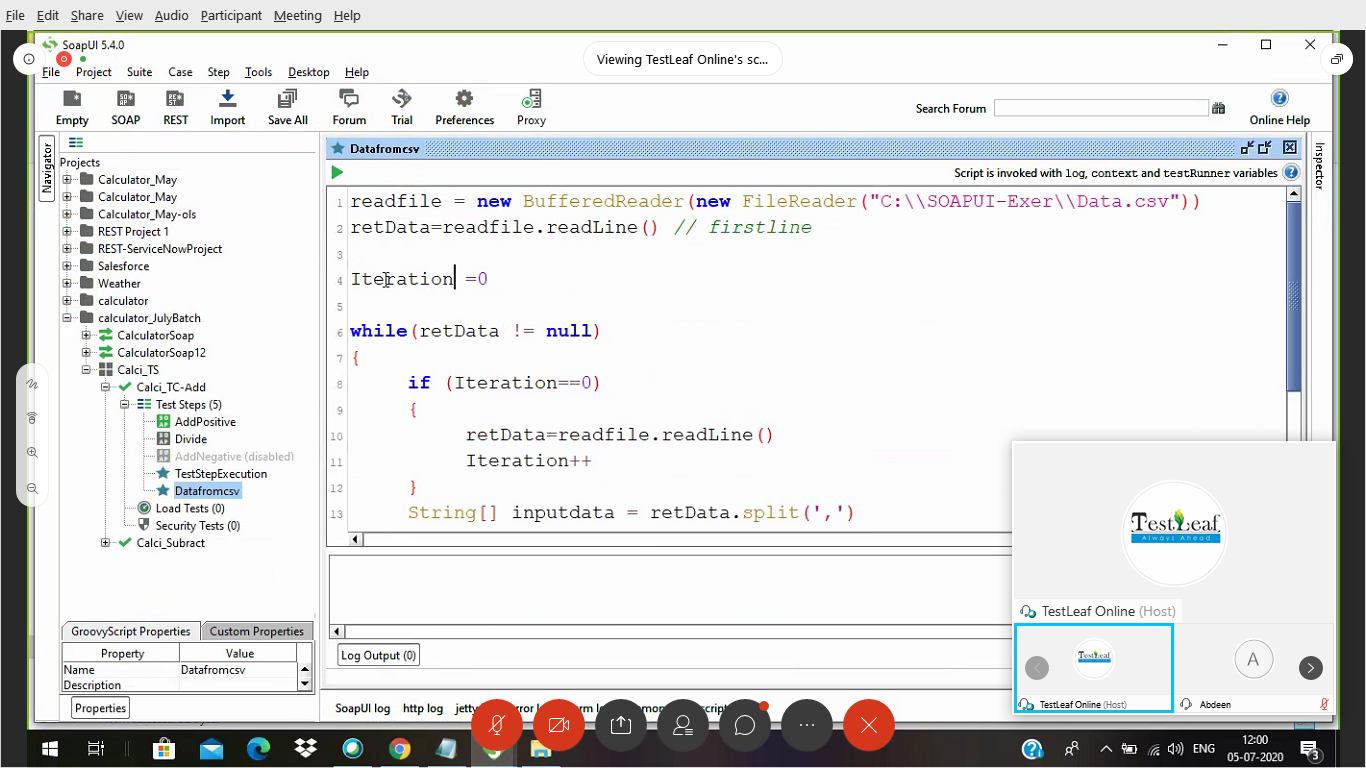 File Edit Share View Audio Participant Meeting Help
SoapUI 5.4.0
Viewing TestLeaf Online's sc...
File Project Suite Case Step Tools Desktop Help
Empty SOAP REST Import Save All Forum Trial Preferences Proxy
Search Forum
Online Help
Navigator
Projects
Calculator_May
Calculator_May
Calculator_May-ols
REST Project 1
REST-ServiceNowProject
Salesforce
Weather
calculator
calculator_JulyBatch
CalculatorSoap
CalculatorSoap12
Calci_TS
Calci_TC-Add
Test Steps (5)
AddPositive
Divide
AddNegative (disabled)
TestStepExecution
Datafromcsv
Load Tests (0)
Security Tests (0)
Calci_Subract
GroovyScript Properties Custom Properties
Property Value
Name Datafromcsv
Description
Properties
Datafromcsv
Script is invoked with log, context and testRunner variables
Inspector
1 readfile = new BufferedReader(new FileReader("C:\\SOAPUI-Exer\\Data.csv"))
2 retData=readfile.readLine() // firstline
3
4 Iteration =0
5
6 while(retData != null)
7 {
8 if (Iteration==0)
9 {
10 retData=readfile.readLine()
11 Iteration++
12 }
13 String[] inputdata = retData.split(',')
Log Output (0)
SoapUI log http log
TestLeaf
Always Ahead
TestLeaf Online (Host)
TestLeaf
A
TestLeaf Online (Host)
Abdeen
ENG
12:00
05-07-2020
3